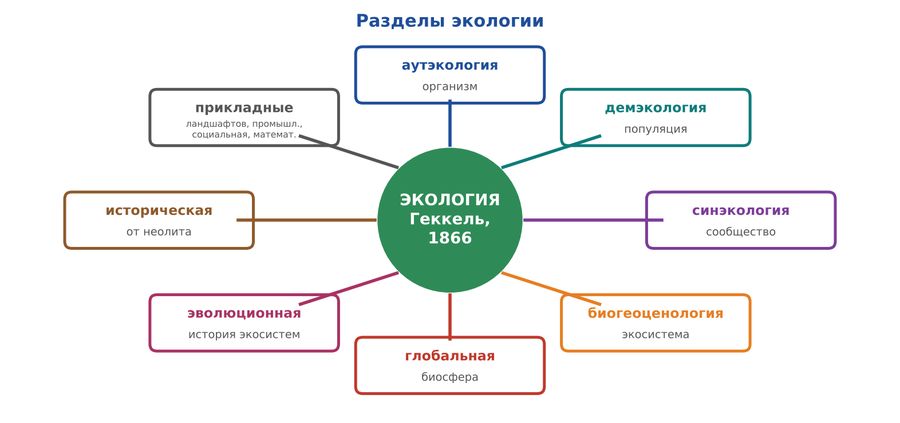 Разделы экологии
аутэкология
организм
прикладные
ландшафтов, промышл.,
социальная, математ.
демэкология
популяция
ЭКОЛОГИЯ
Геккель,
1866
историческая
от неолита
синэкология
сообщество
эволюционная
история экосистем
биогеоценология
экосистема
глобальная
биосфера